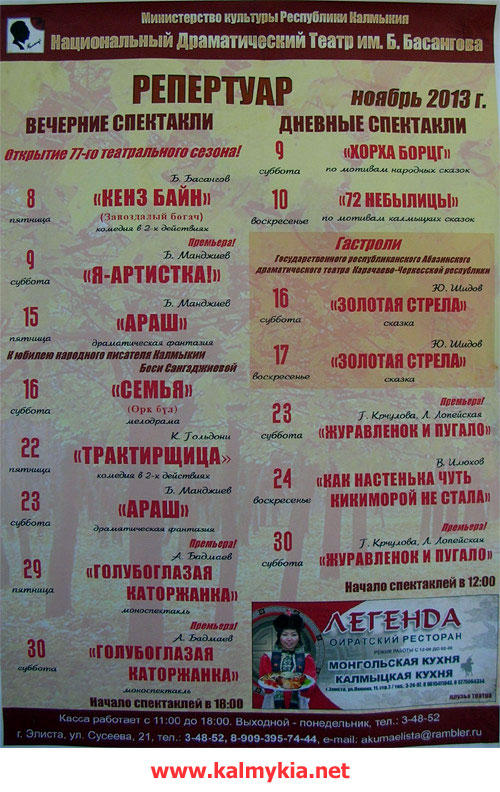 Министерство культуры Республики Калмыкия
Национальный Драматический Театр им. Б. Басангова
РЕПЕРТУАР
ноябрь 2013 г.
ВЕЧЕРНИЕ СПЕКТАКЛИ
Открытие 77-го театрального сезона!
8
пятница
Б. Басангов
«КЕНЗ БАЙН»
(Запоздалый богач)
комедия в 2-х действиях
9
суббота
Премьера!
Б. Манджиев
«Я-АРТИСТКА!»
15
пятница
Б. Манджиев
«АРАШ»
драматическая фантазия
К юбилею народного писателя Калмыкии
Боси Сангаджиевой
16
суббота
«СЕМЬЯ»
(Орк бүл)
мелодрама
22
пятница
К. Гольдони
«ТРАКТИРЩИЦА»
комедия в 2-х действиях
23
суббота
Б. Манджиев
«АРАШ»
драматическая фантазия
29
пятница
Премьера!
А. Бадмаев
«ГОЛУБОГЛАЗАЯ
КАТОРЖАНКА»
моноспектакль
30
суббота
Премьера!
А. Бадмаев
«ГОЛУБОГЛАЗАЯ
КАТОРЖАНКА»
моноспектакль
Начало спектаклей в 18:00
ДНЕВНЫЕ СПЕКТАКЛИ
9
суббота
«ХОРХА БОРЦГ»
по мотивам народных сказок
10
воскресенье
«72 НЕБЫЛИЦЫ»
по мотивам калмыцких сказок
Гастроли
Государственного республиканского Абазинского
драматического театра Карачаево-Черкесской республики
16
суббота
Ю. Шидов
«ЗОЛОТАЯ СТРЕЛА»
сказка
17
воскресенье
Ю. Шидов
«ЗОЛОТАЯ СТРЕЛА»
сказка
23
суббота
Премьера!
Г. Крчулова, Л. Лопейская
«ЖУРАВЛЕНОК И ПУГАЛО»
24
воскресенье
В. Илюхов
«КАК НАСТЕНЬКА ЧУТЬ
КИКИМОРОЙ НЕ СТАЛА»
30
суббота
Премьера!
Г. Крчулова, Л. Лопейская
«ЖУРАВЛЕНОК И ПУГАЛО»
Начало спектаклей в 12:00
ЛЕГЕНДА
ОЙРАТСКИЙ РЕСТОРАН
РЕЖИМ РАБОТЫ С
МОНГОЛЬСКАЯ КУХНЯ
КАЛМЫЦКАЯ КУХНЯ
друзья театра
Касса работает с 11:00 до 18:00. Выходной - понедельник, тел.: 3-48-52
г. Элиста, ул. Сусеева, 21, тел.: 3-48-52, 8-909-395-74-44, e-mail: akumaelista@rambler.ru
www.kalmykia.net